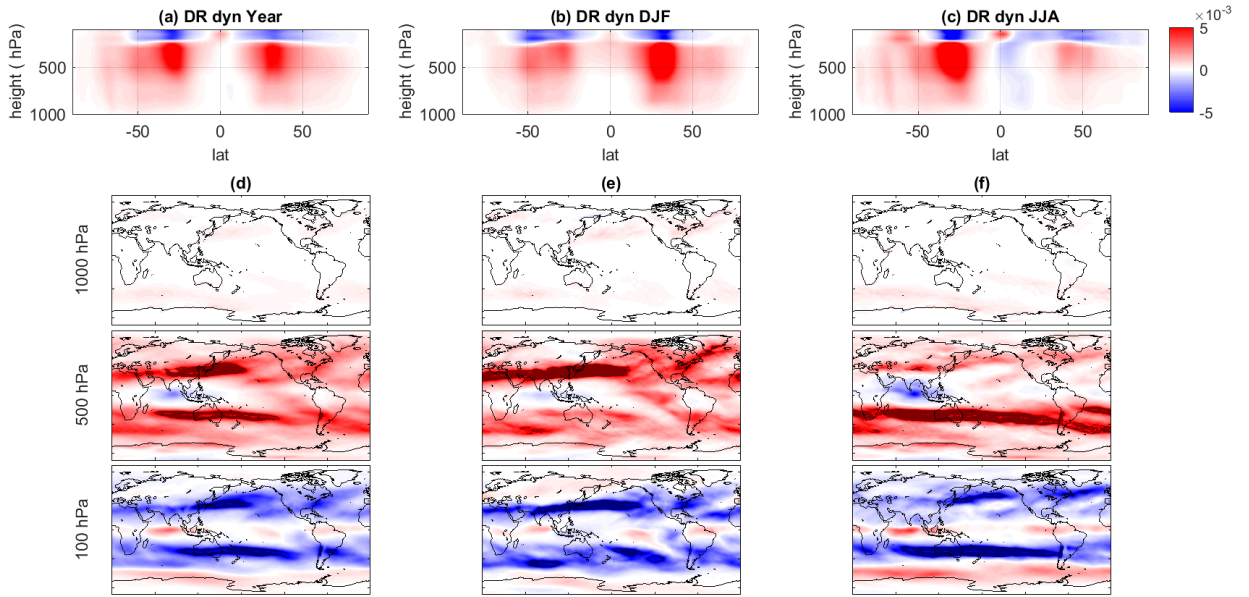 (a) DR dyn Year (b) DR dyn DJF (c) DR dyn JJA
height ( hPa) 500 1000 height ( hPa) 500 1000 height ( hPa) 500 1000
5 ×10⁻³ 0 -5
-50 0 50 -50 0 50 -50 0 50
lat lat lat
(d) (e) (f)
1000 hPa
500 hPa
100 hPa